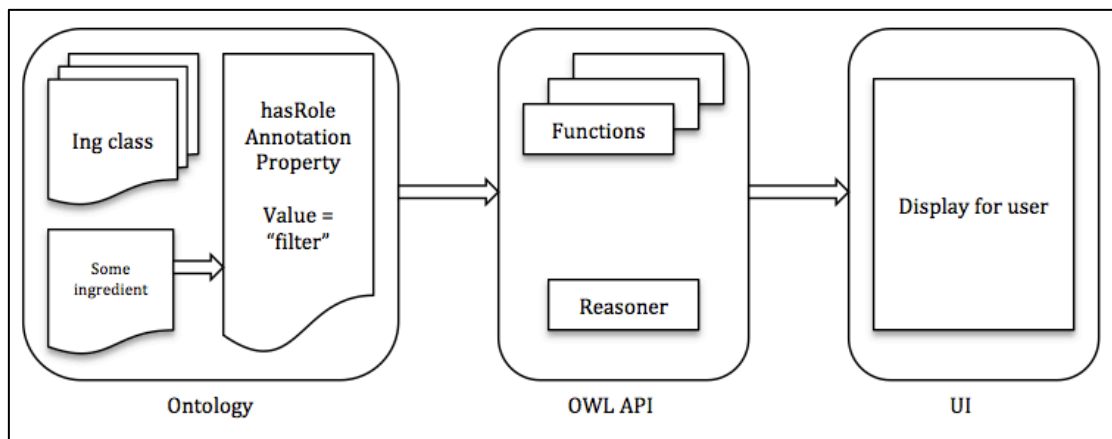 Ing class
hasRole
Annotation
Property
Value =
“filter”
Some
ingredient
Functions
Reasoner
Display for user
Ontology
OWL API
UI